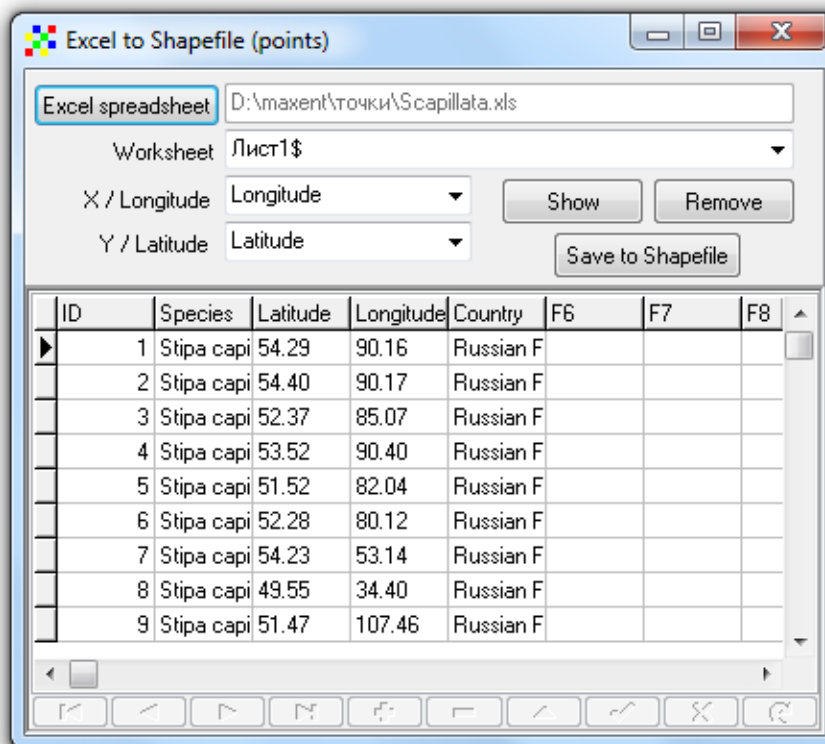 Excel to Shapefile (points)
Excel spreadsheet D:\maxent\точки\Scapillata.xls
Worksheet Лист1$
X / Longitude Longitude Show Remove
Y / Latitude Latitude Save to Shapefile
ID Species Latitude Longitude Country F6 F7 F8
1 Stipa capi 54.29 90.16 Russian F
2 Stipa capi 54.40 90.17 Russian F
3 Stipa capi 52.37 85.07 Russian F
4 Stipa capi 53.52 90.40 Russian F
5 Stipa capi 51.52 82.04 Russian F
6 Stipa capi 52.28 80.12 Russian F
7 Stipa capi 54.23 53.14 Russian F
8 Stipa capi 49.55 34.40 Russian F
9 Stipa capi 51.47 107.46 Russian F